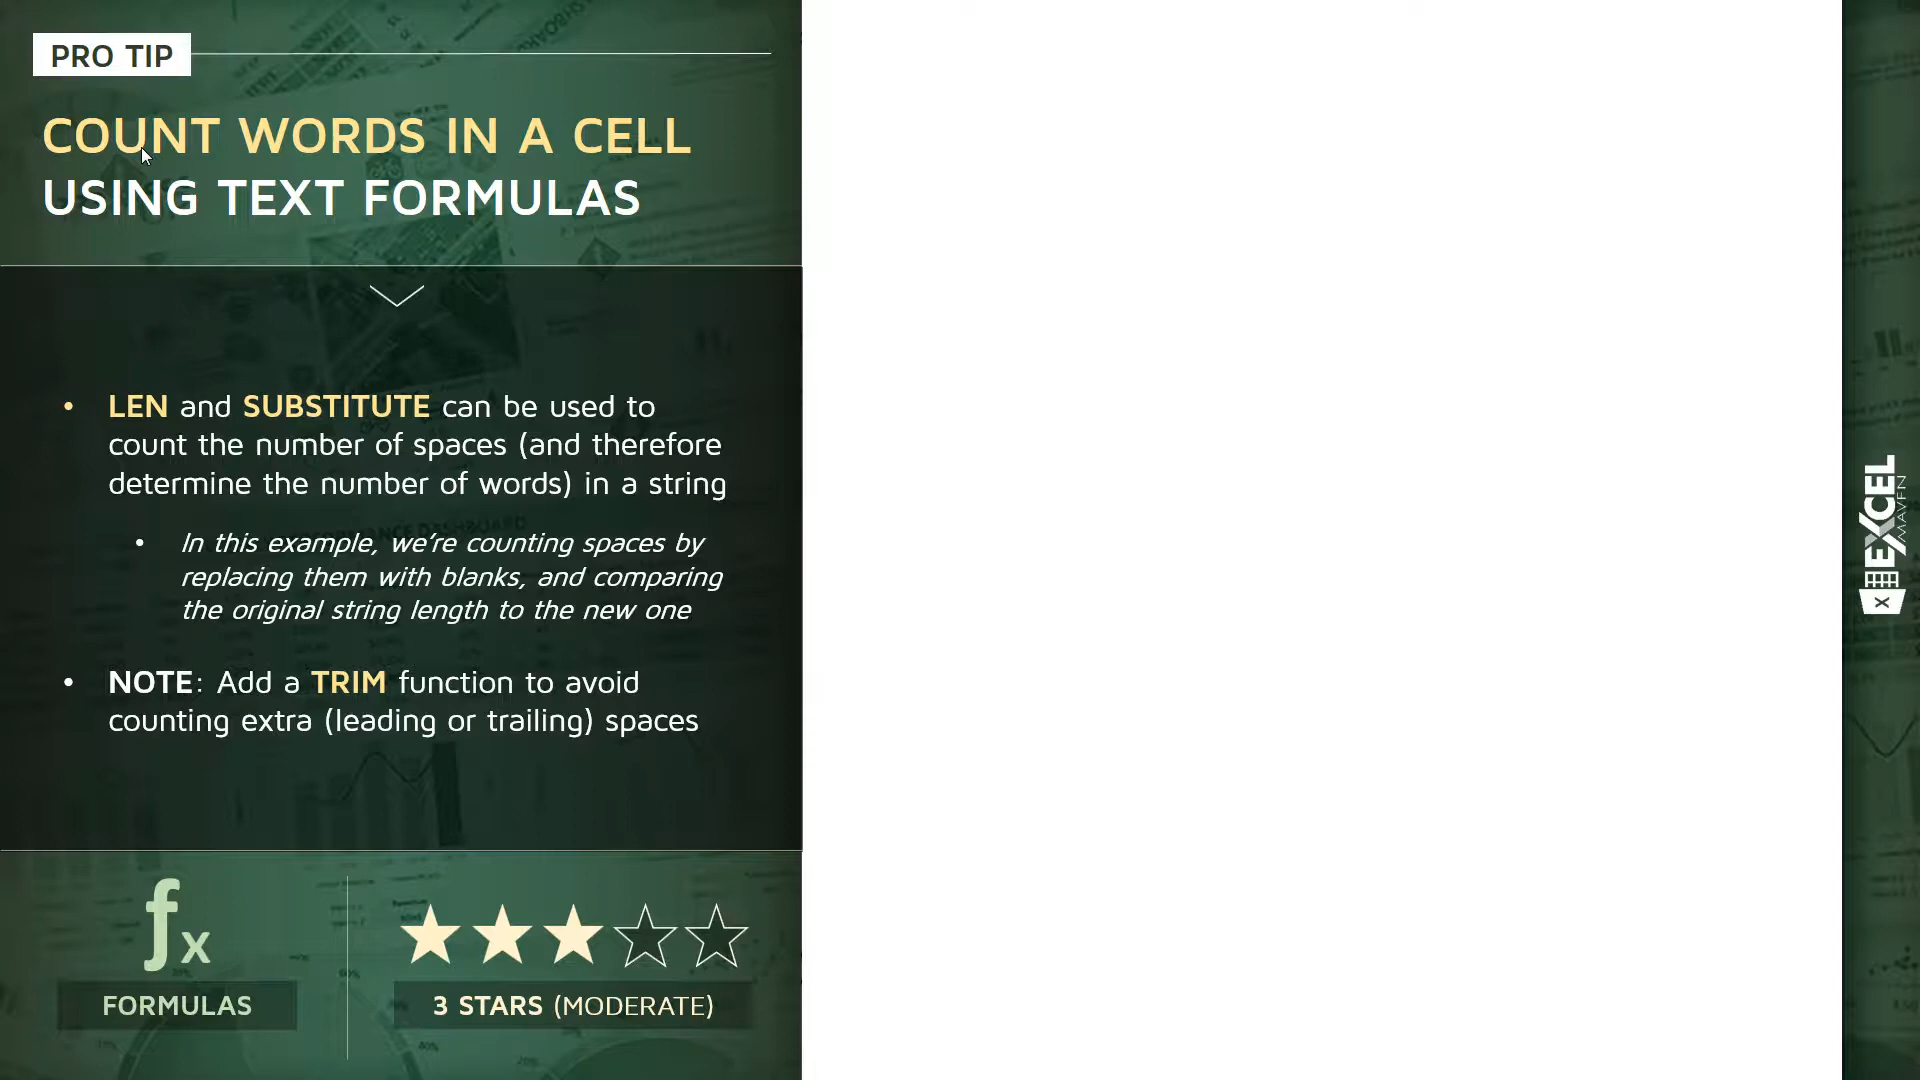 PRO TIP
COUNT WORDS IN A CELL
USING TEXT FORMULAS
• LEN and SUBSTITUTE can be used to
count the number of spaces (and therefore
determine the number of words) in a string
• In this example, we're counting spaces by
replacing them with blanks, and comparing
the original string length to the new one
• NOTE: Add a TRIM function to avoid
counting extra (leading or trailing) spaces
fx
FORMULAS
3 STARS (MODERATE)
X
EXCEL
MAVEN